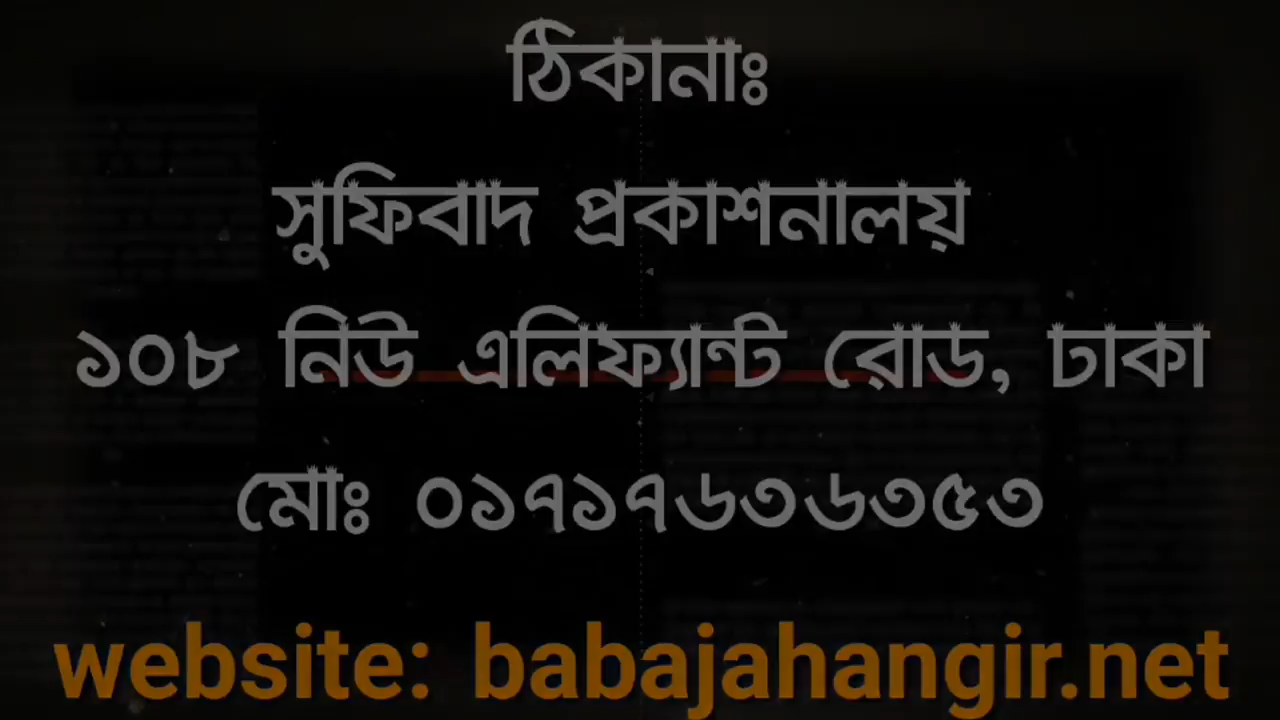 ঠিকানাঃ
সুফিবাদ প্রকাশনালয়
১০৮ নিউ এলিফ্যান্ট রোড, ঢাকা
মোঃ ০১৭১৭৬৩৬৩৫৩
website: babajahangir.net